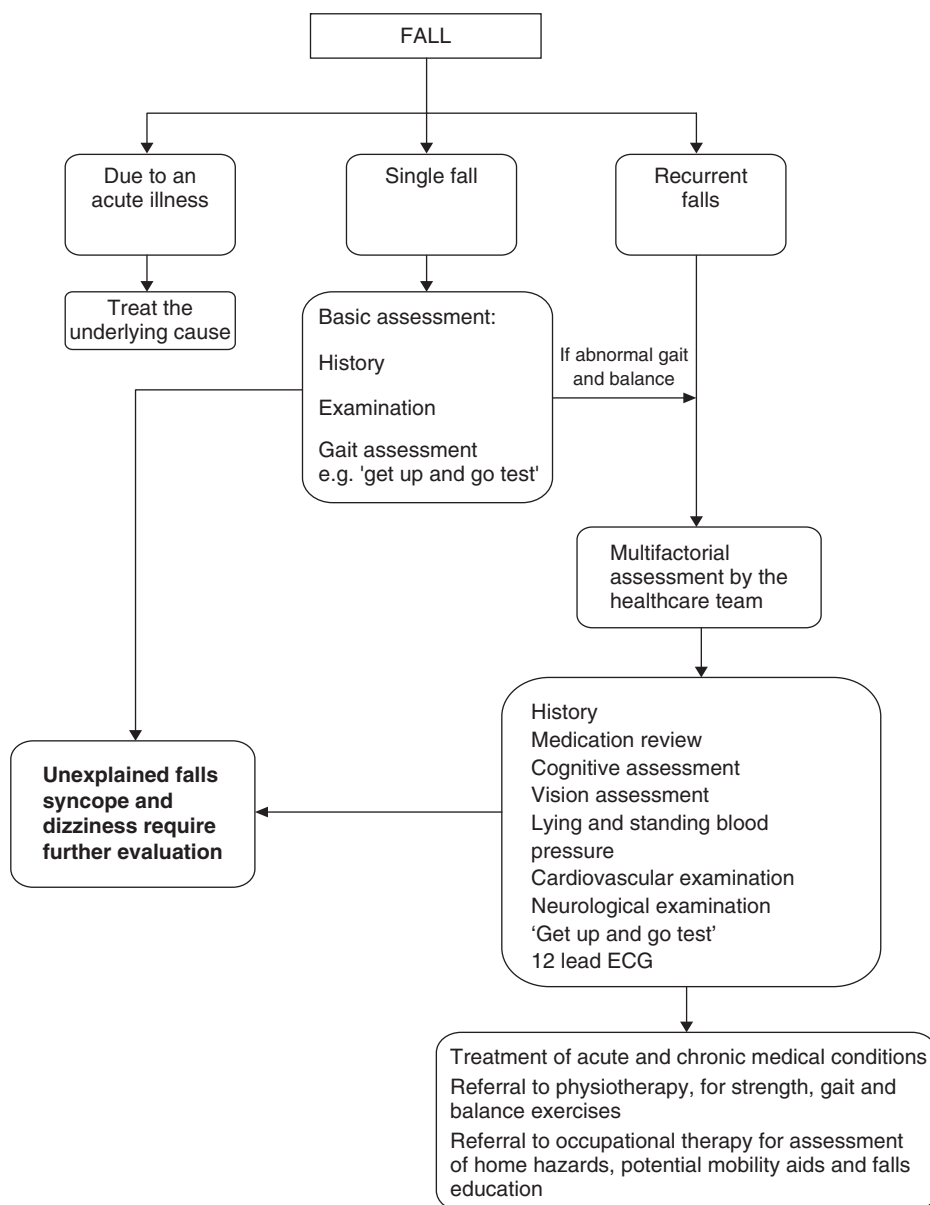 FALL
Due to an
acute illness
Single fall
Recurrent
falls
Treat the
underlying cause
Basic assessment:
History
Examination
Gait assessment
e.g. 'get up and go test'
If abnormal gait
and balance
Multifactorial
assessment by the
healthcare team
Unexplained falls
syncope and
dizziness require
further evaluation
History
Medication review
Cognitive assessment
Vision assessment
Lying and standing blood
pressure
Cardiovascular examination
Neurological examination
‘Get up and go test’
12 lead ECG
Treatment of acute and chronic medical conditions
Referral to physiotherapy, for strength, gait and
balance exercises
Referral to occupational therapy for assessment
of home hazards, potential mobility aids and falls
education